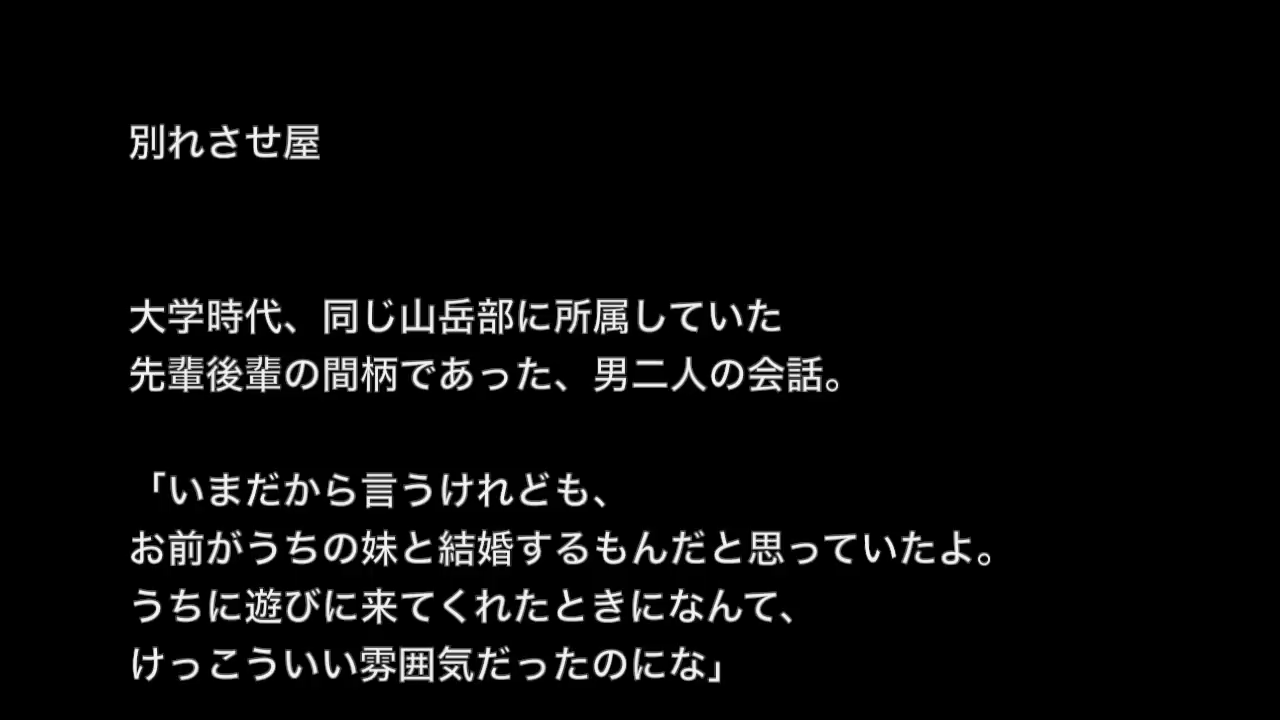 別れさせ屋
大学時代、同じ山岳部に所属していた
先輩後輩の間柄であった、男二人の会話。
「いまだから言うけれども、
お前がうちの妹と結婚するもんだと思っていたよ。
うちに遊びに来てくれたときになんて、
けっこういい雰囲気だったのにな」